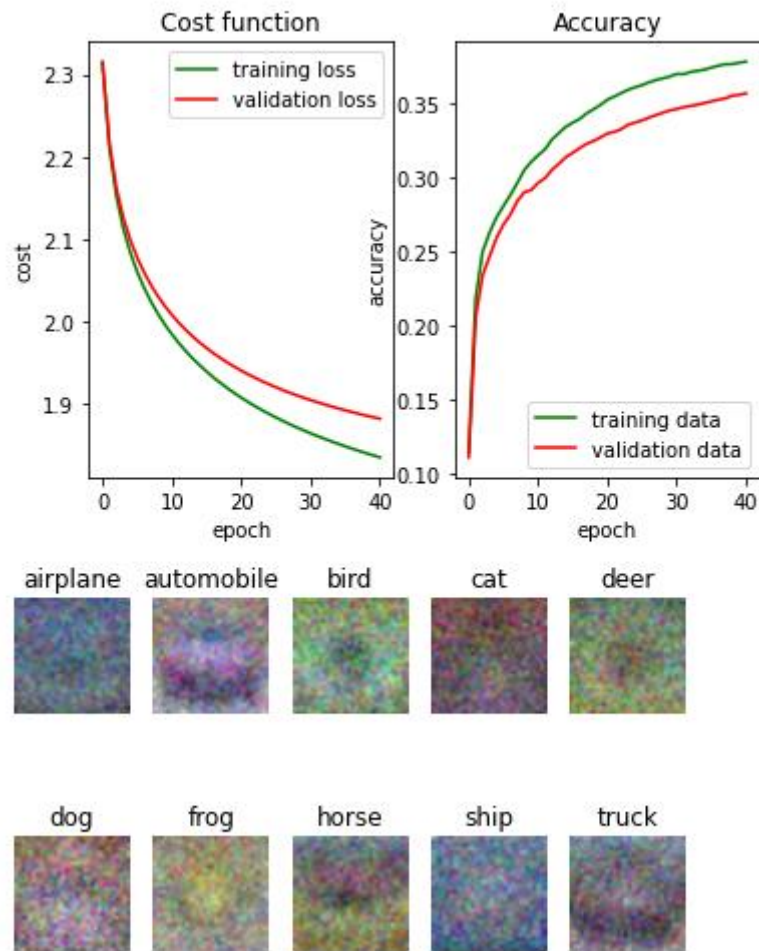 Cost function
training loss
validation loss
2.3
2.2
2.1
2.0
1.9
cost
0 10 20 30 40
epoch
Accuracy
0.35
0.30
0.25
0.20
0.15
0.10
accuracy
training data
validation data
0 10 20 30 40
epoch
airplane automobile bird cat deer
dog frog horse ship truck